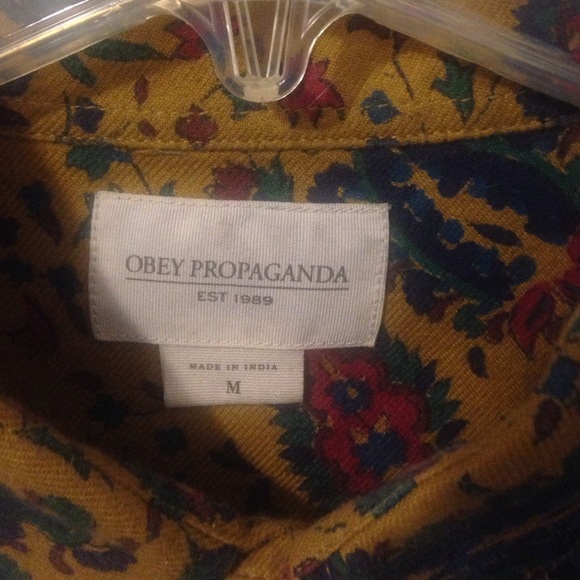 OBEY PROPAGANDA
EST 1989
MADE IN INDIA
M